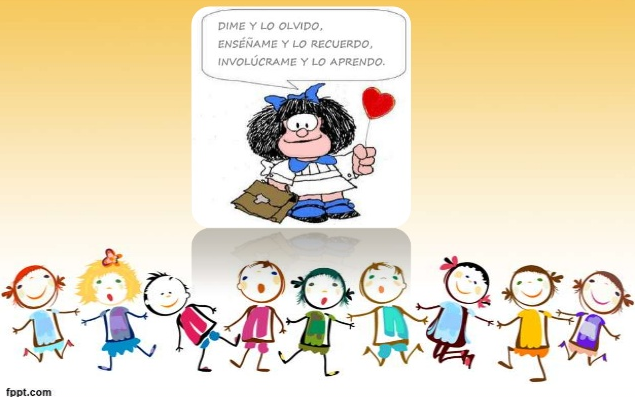 DIME Y LO OLVIDO,
ENSÉÑAME Y LO RECUERDO,
INVOLÚCRAME Y LO APRENDO.
fppt.com